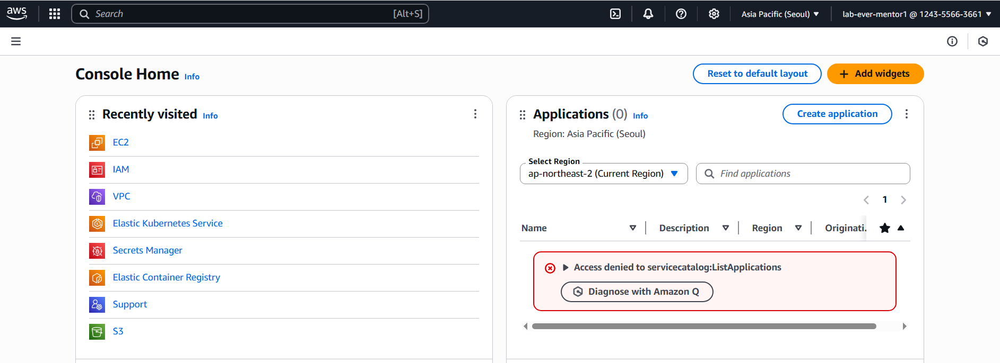 aws
Search [Alt+S]
Asia Pacific (Seoul)
lab-ever-mentor1 @ 1243-5566-3661
Console Home Info
Reset to default layout
Add widgets
Recently visited Info
EC2
IAM
VPC
Elastic Kubernetes Service
Secrets Manager
Elastic Container Registry
Support
S3
Applications (0) Info
Create application
Region: Asia Pacific (Seoul)
Select Region
ap-northeast-2 (Current Region)
Find applications
1
Name Description Region Originati.
Access denied to servicecatalog:ListApplications
Diagnose with Amazon Q